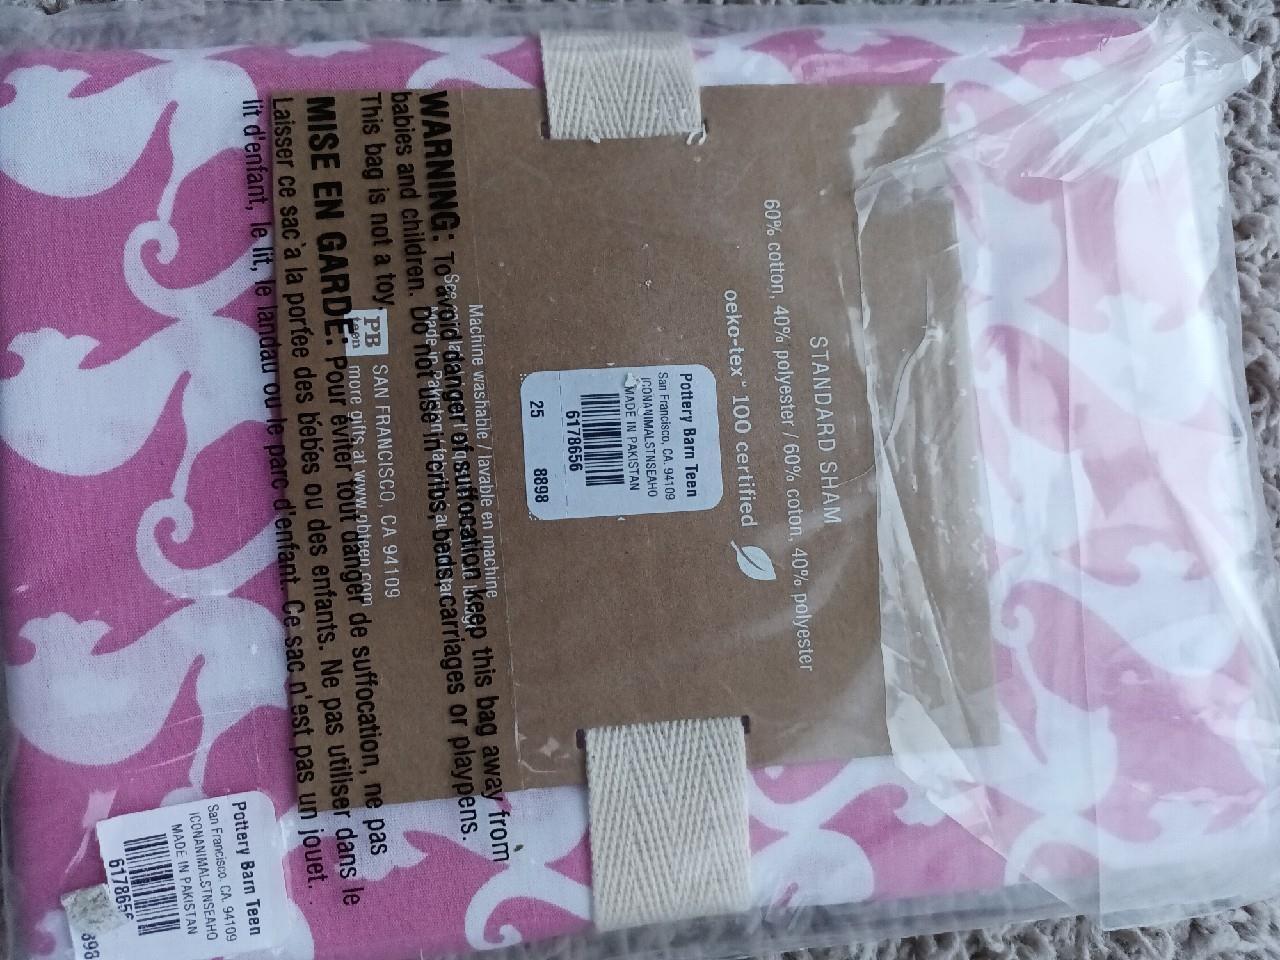 STANDARD SHAM
60% cotton, 40% polyester / 60% coton, 40% polyester
oeko-tex 100 certified
Pottery Barn Teen
San Francisco, CA. 94109
ICONANIMALSTNSEAHO
MADE IN PAKISTAN
6178656
25 8898
Machine washable / lavable en machine
Made in Pakistan
PB
teen
SAN FRANCISCO, CA 94109
more gifts at www.pbteen.com
WARNING: To avoid danger of suffocation keep this bag away from
babies and children. Do not use in cribs, beds, carriages or playpens.
This bag is not a toy.
MISE EN GARDE: Pour éviter tout danger de suffocation, ne pas
Laisser ce sac à la portée des bébés ou des enfants. Ne pas utiliser dans le
lit d'enfant, le lit, le landau ou le parc d'enfant. Ce sac n'est pas un jouet.
Pottery Barn Teen
San Francisco, CA. 94109
ICONANIMALSTNSEAHO
MADE IN PAKISTAN
617865
898